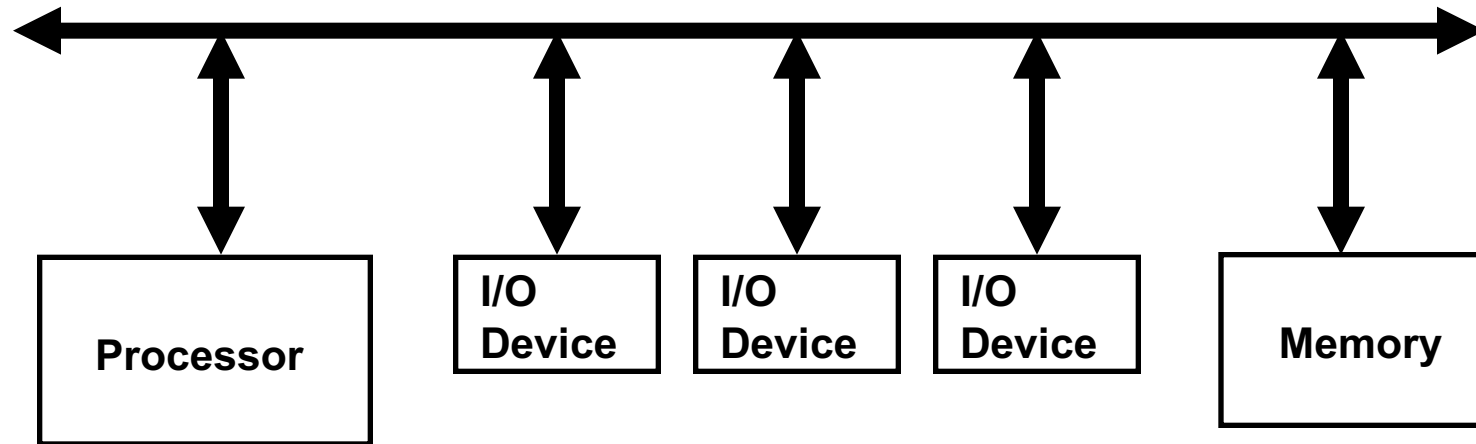 Processor
I/O
Device
I/O
Device
I/O
Device
Memory